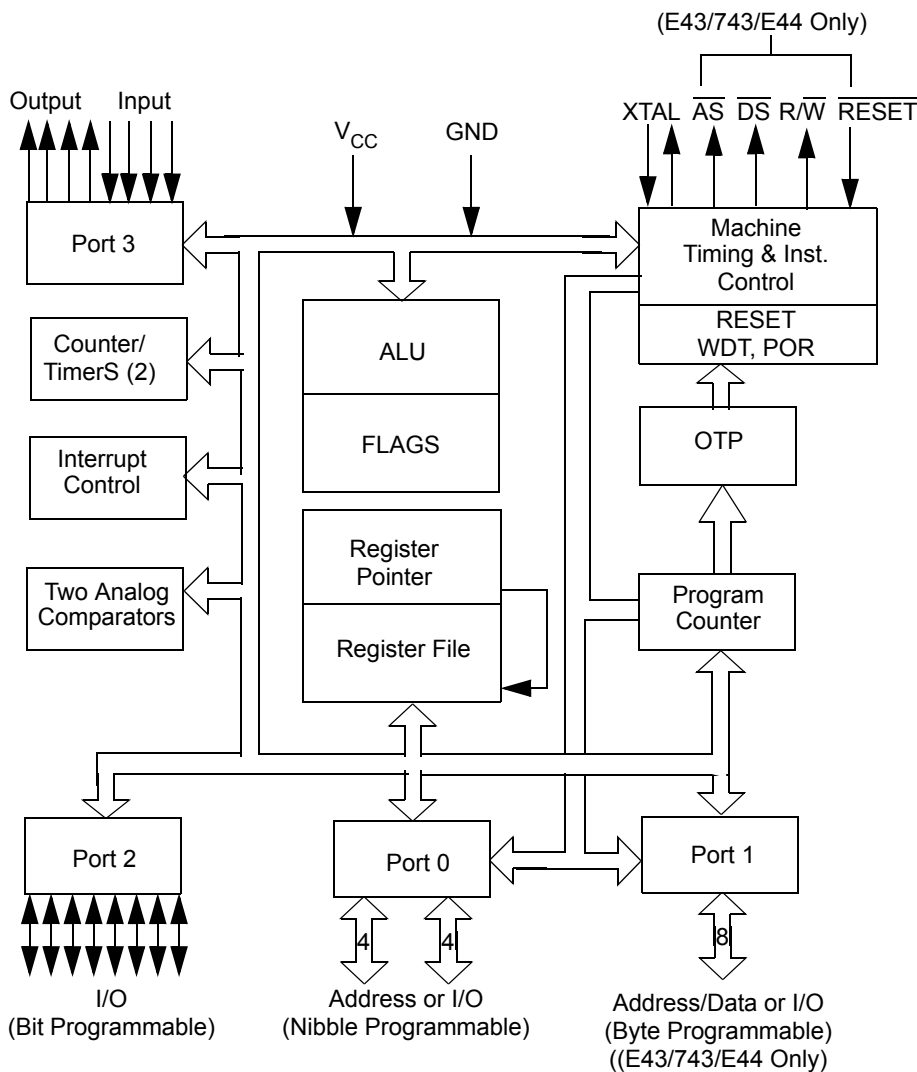 (E43/743/E44 Only)
Output Input
VCC GND
XTAL AS DS R/W RESET
Port 3
Machine
Timing & Inst.
Control
RESET
WDT, POR
Counter/
TimerS (2)
ALU
FLAGS
OTP
Interrupt
Control
Register
Pointer
Register File
Two Analog
Comparators
Program
Counter
Port 2
Port 0
Port 1
4 4 8
I/O
(Bit Programmable)
Address or I/O
(Nibble Programmable)
Address/Data or I/O
(Byte Programmable)
((E43/743/E44 Only)